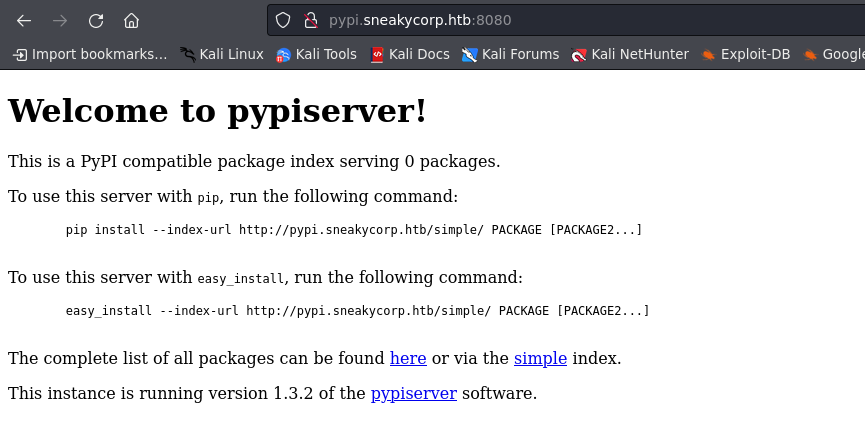 pypi.sneakycorp.htb:8080
Import bookmarks... Kali Linux Kali Tools Kali Docs Kali Forums Kali NetHunter Exploit-DB Google
Welcome to pypiserver!
This is a PyPI compatible package index serving 0 packages.
To use this server with pip, run the following command:
pip install --index-url http://pypi.sneakycorp.htb/simple/ PACKAGE [PACKAGE2...]
To use this server with easy_install, run the following command:
easy_install --index-url http://pypi.sneakycorp.htb/simple/ PACKAGE [PACKAGE2...]
The complete list of all packages can be found here or via the simple index.
This instance is running version 1.3.2 of the pypiserver software.